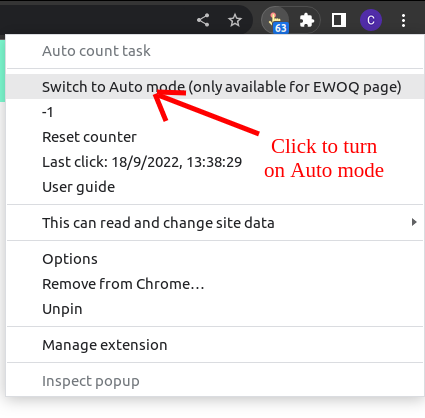 63
C
Auto count task
Switch to Auto mode (only available for EWOQ page)
-1
Reset counter
Last click: 18/9/2022, 13:38:29
User guide
Click to turn
on Auto mode
This can read and change site data
Options
Remove from Chrome…
Unpin
Manage extension
Inspect popup